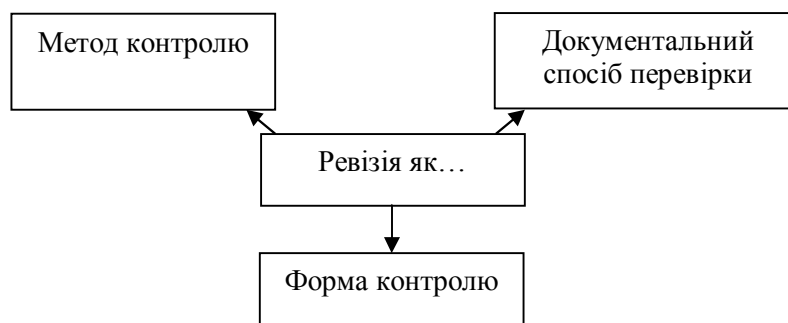 Метод контролю
Документальний
спосіб перевірки
Ревізія як…
Форма контролю